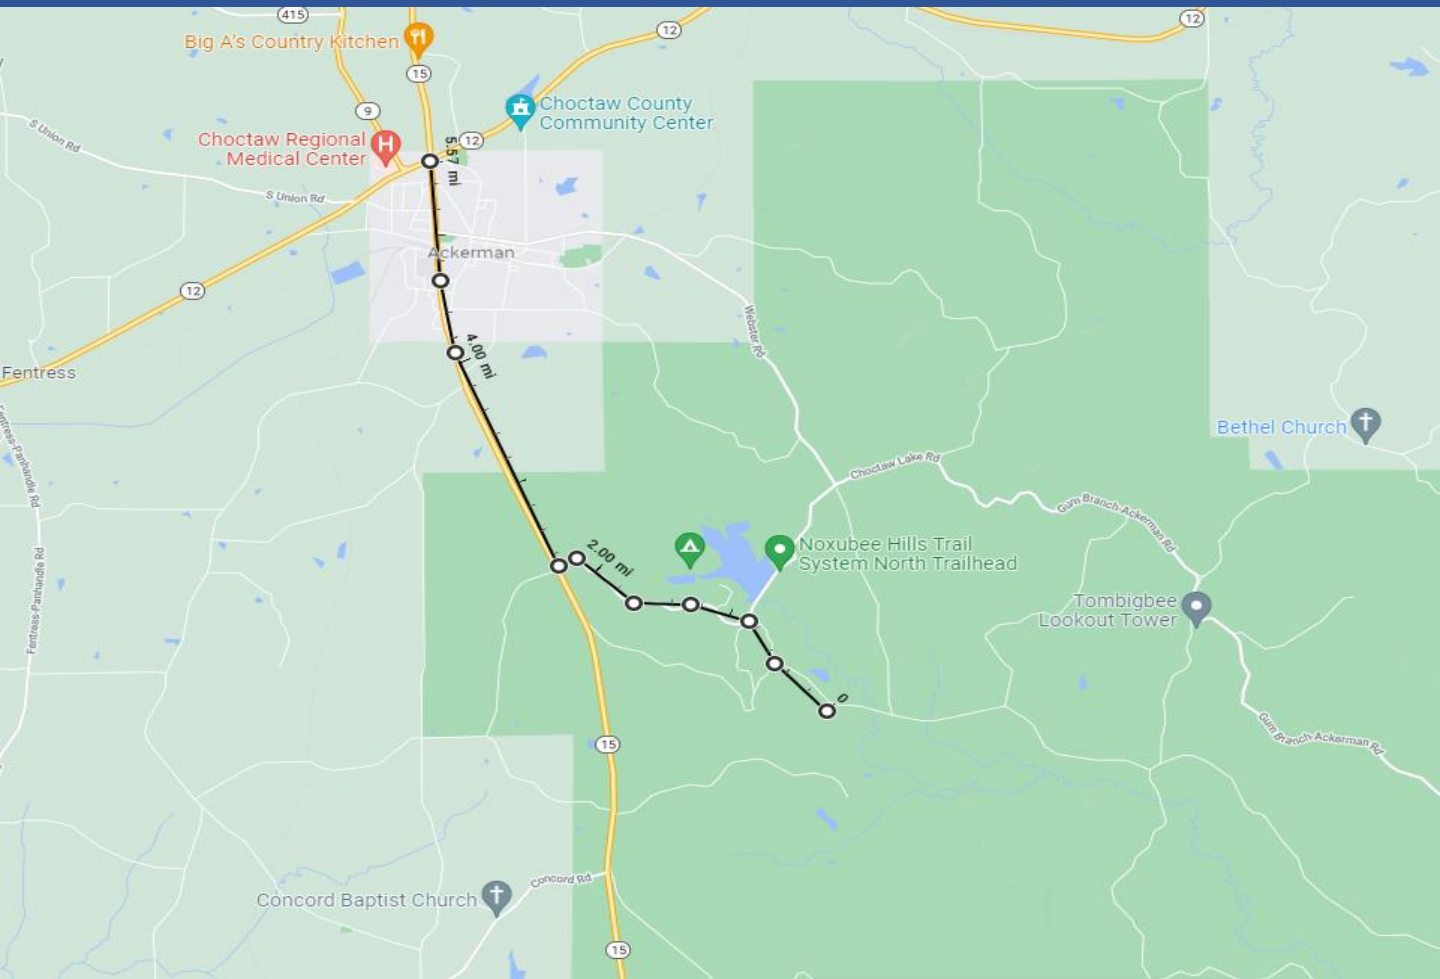 415
12
12
Big A's Country Kitchen
15
Choctaw County
Community Center
9
S Union Rd
Choctaw Regional
Medical Center
12
5.57 mi
S Union Rd
Ackerman
12
Webster Rd
4.00 mi
Fentress
Bethel Church
Fentress-Panhandle Rd
Choctaw Lake Rd
Gum Branch-Ackerman Rd
2.00 mi
Noxubee Hills Trail
System North Trailhead
Fentress-Panhandle Rd
Tombigbee
Lookout Tower
0
15
Gum Branch-Ackerman Rd
Concord Rd
Concord Baptist Church
15